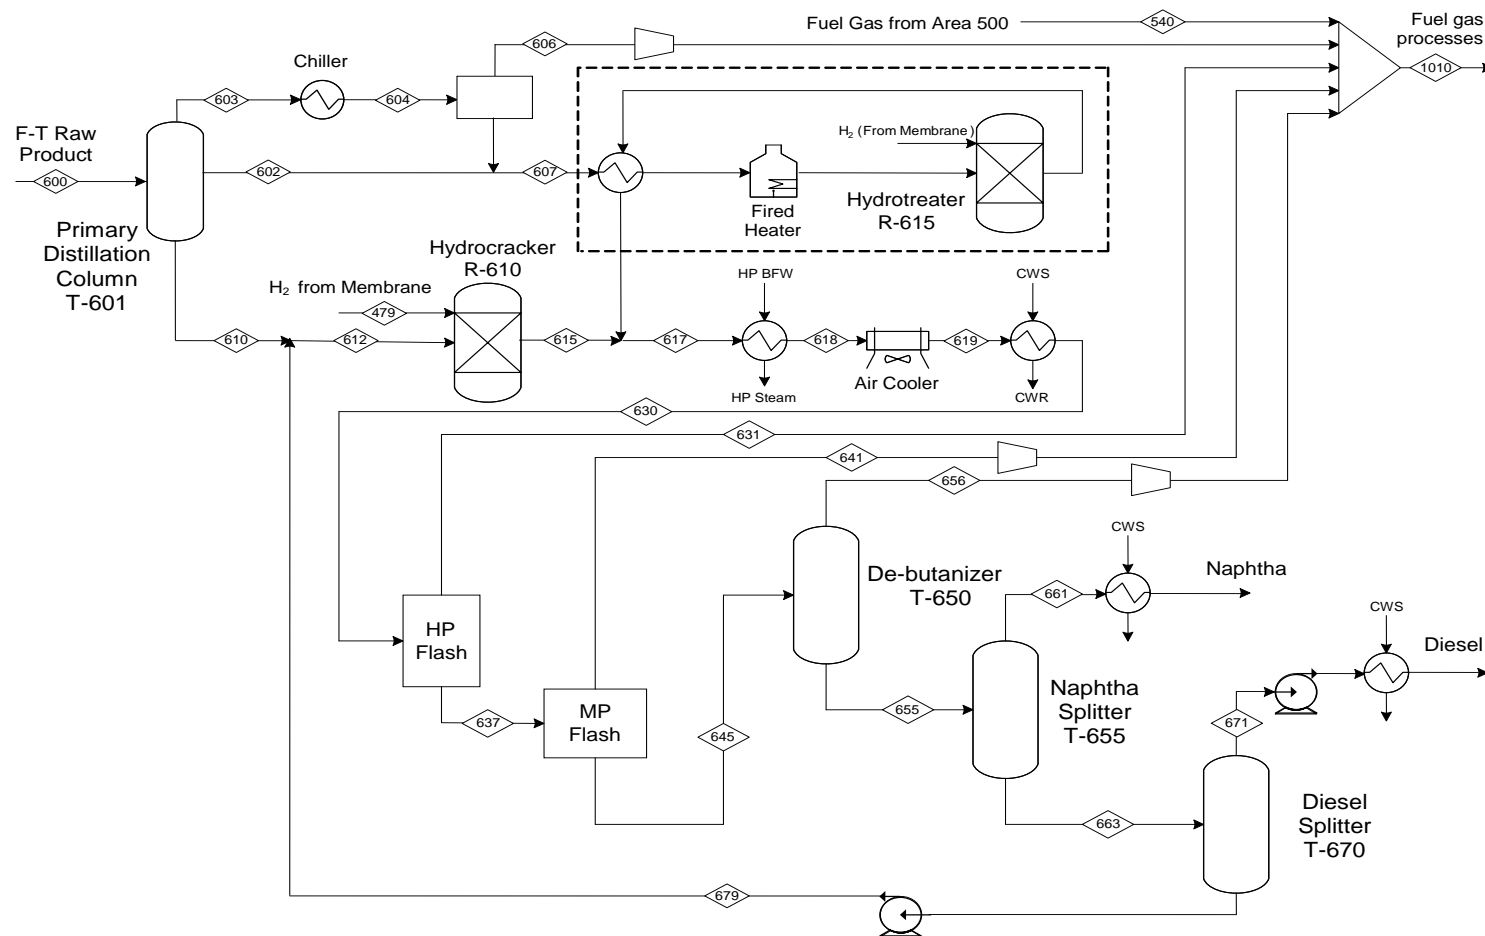 Fuel Gas from Area 500
540
Fuel gas
processes
1010
606
Chiller
603
604
F-T Raw
Product
600
602
607
H2 (From Membrane)
Fired
Heater
Hydrotreater
R-615
Primary
Distillation
Column
T-601
Hydrocracker
R-610
H2 from Membrane
479
HP BFW
CWS
610
612
615
617
618
619
Air Cooler
HP Steam
CWR
630
631
641
656
CWS
De-butanizer
T-650
661
Naphtha
CWS
HP
Flash
Diesel
Naphtha
Splitter
T-655
637
MP
Flash
645
655
671
Diesel
Splitter
T-670
663
679